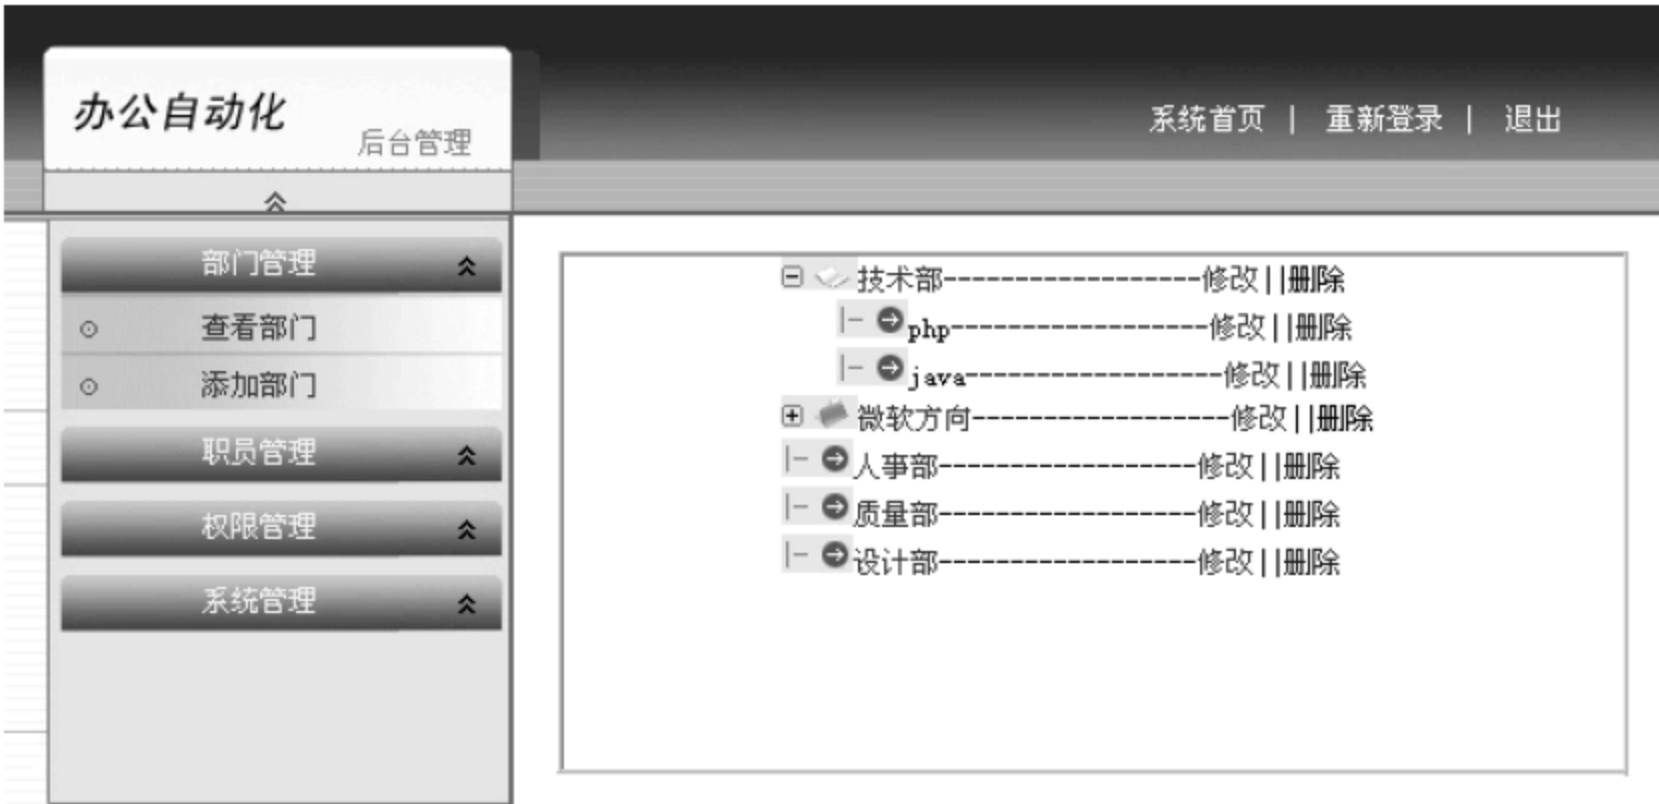 办公自动化
后台管理
系统首页 | 重新登录 | 退出
部门管理
查看部门
添加部门
职员管理
权限管理
系统管理
技术部------------------修改||删除
php------------------修改||删除
java------------------修改||删除
微软方向------------------修改||删除
人事部------------------修改||删除
质量部------------------修改||删除
设计部------------------修改||删除